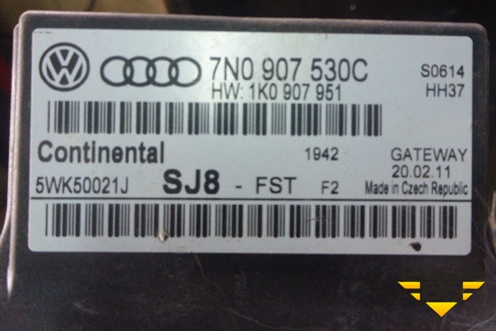 7N0 907 530C
S0614
HW: 1K0 907 951
HH37
Continental
1942
GATEWAY
20.02.11
5WK50021J
SJ8 - FST F2
Made in Czech Republic